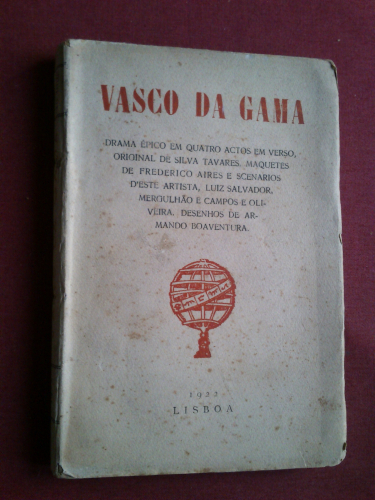 VASCO DA GAMA
DRAMA ÉPICO EM QUATRO ACTOS EM VERSO,
ORIGINAL DE SILVA TAVARES. MAQUETES
DE FREDERICO AIRES E SCENARIOS
D'ESTE ARTISTA, LUIZ SALVADOR,
MERGULHÃO E CAMPOS E OLI-
VEIRA. DESENHOS DE AR-
MANDO BOAVENTURA.
1922
LISBOA